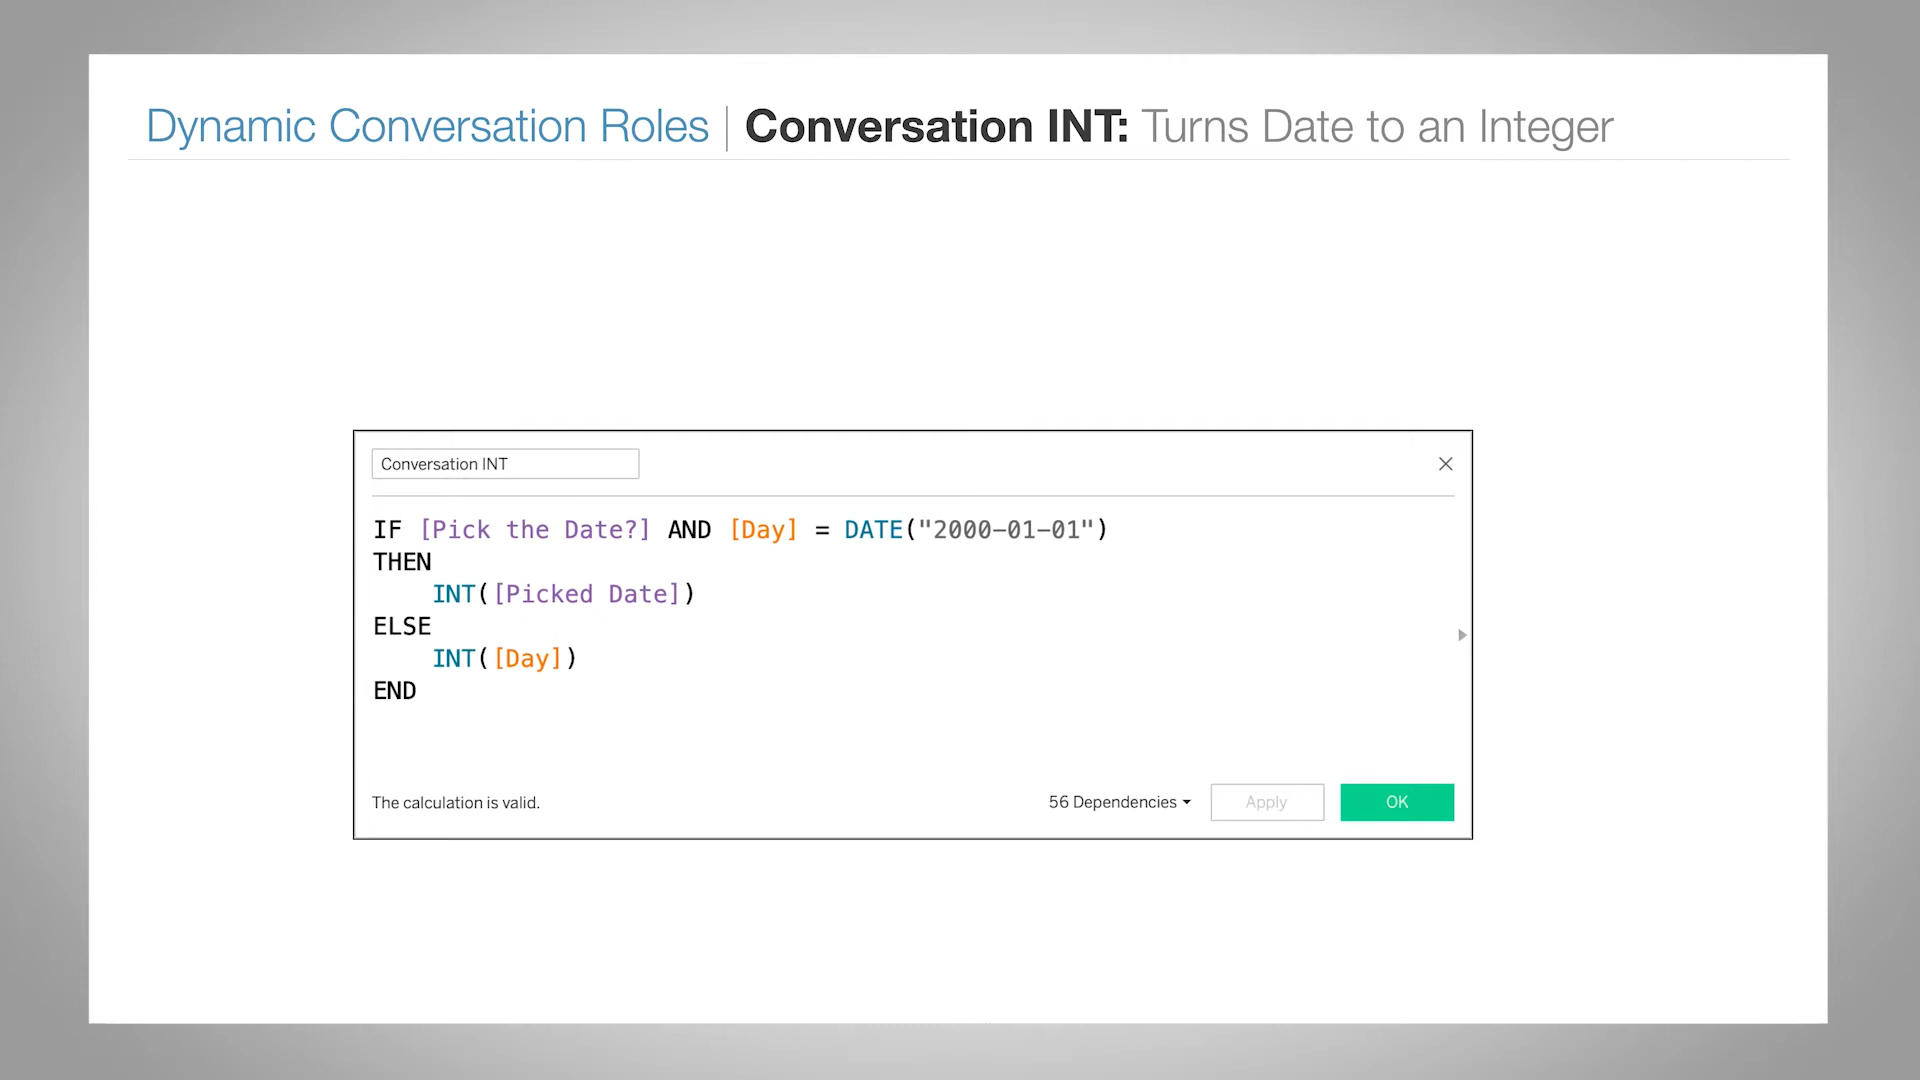 Dynamic Conversation Roles | Conversation INT: Turns Date to an Integer
Conversation INT
IF [Pick the Date?] AND [Day] = DATE("2000-01-01")
THEN
    INT([Picked Date])
ELSE
    INT([Day])
END
The calculation is valid.
56 Dependencies
Apply
OK